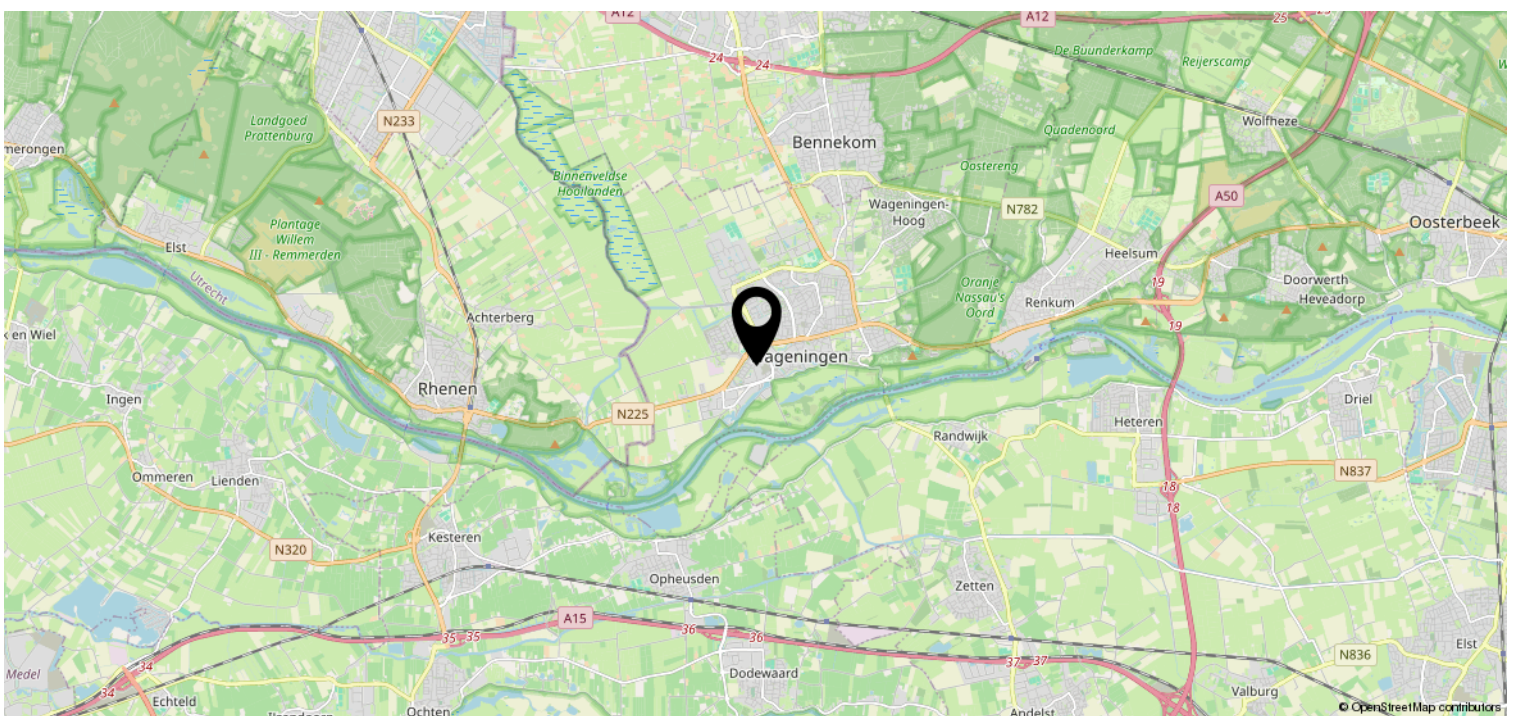 A12
A12
25
24
24
De Buunderkamp
Reijerscamp
Landgoed
Prattenburg
N233
Wolfheze
Quadenoord
Bennekom
merongen
Oostereng
Binnenveldse
Hooilanden
A50
Wageningen-
Hoog
N782
Plantage
Willem
III - Remmerden
Oosterbeek
Elst
Heelsum
Utrecht
Oranje
Nassau's
Oord
19
Doorwerth
Heveadorp
Renkum
Achterberg
19
k en Wiel
ageningen
Rhenen
Ingen
N225
Driel
Heteren
Randwijk
Ommeren
Lienden
N837
18
18
Kesteren
N320
Opheusden
Zetten
A15
35
35
36
36
Elst
N836
37
37
34
34
Medel
Dodewaard
Valburg
Echteld
Ochten
Andelst
© OpenStreetMap contributors